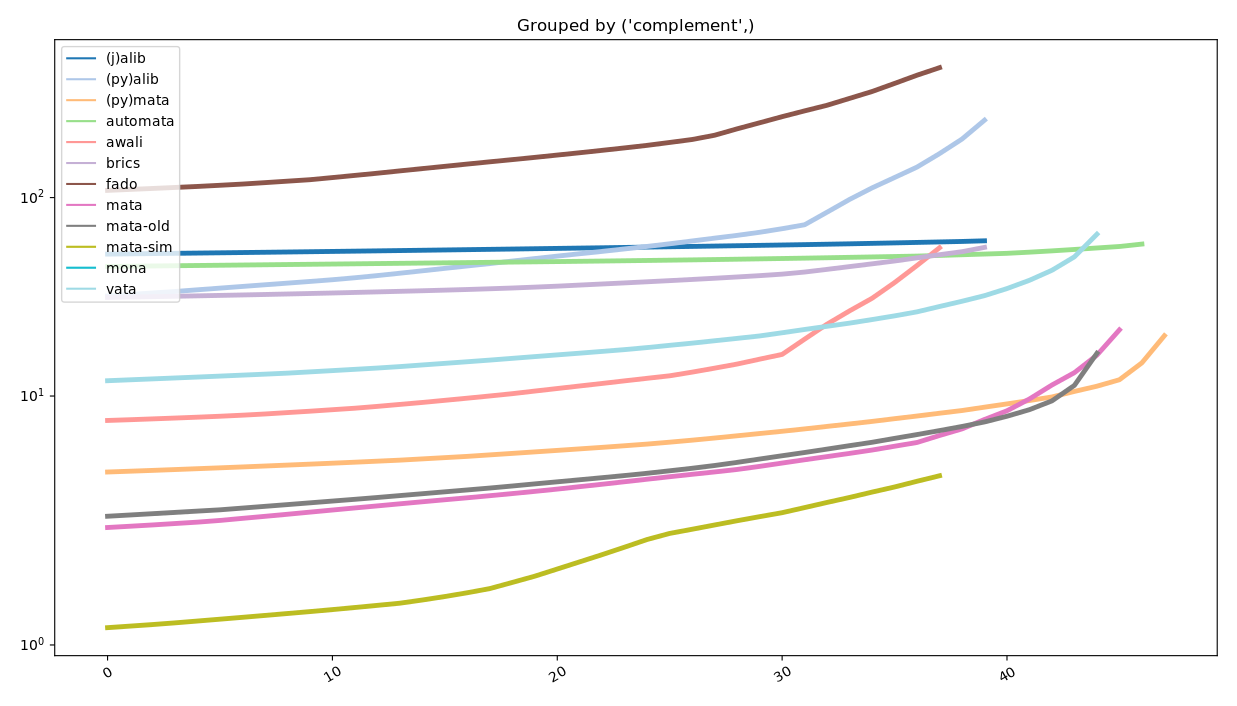 Grouped by ('complement',)
(j)alib
(py)alib
(py)mata
automata
awali
brics
fado
mata
mata-old
mata-sim
mona
vata
10²
10¹
10⁰
0
10
20
30
40